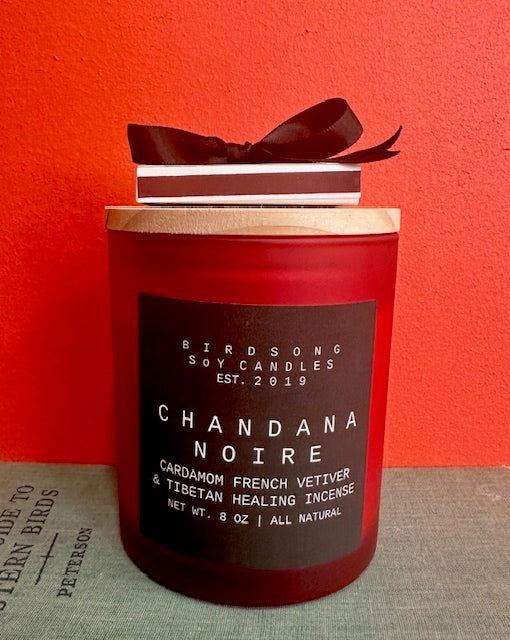 BIRDSONG
SOY CANDLES
EST. 2019
CHANDANA
NOIRE
CARDAMOM FRENCH VETIVER
& TIBETAN HEALING INCENSE
NET WT. 8 OZ | ALL NATURAL
TO
BIRDS
PETERSON